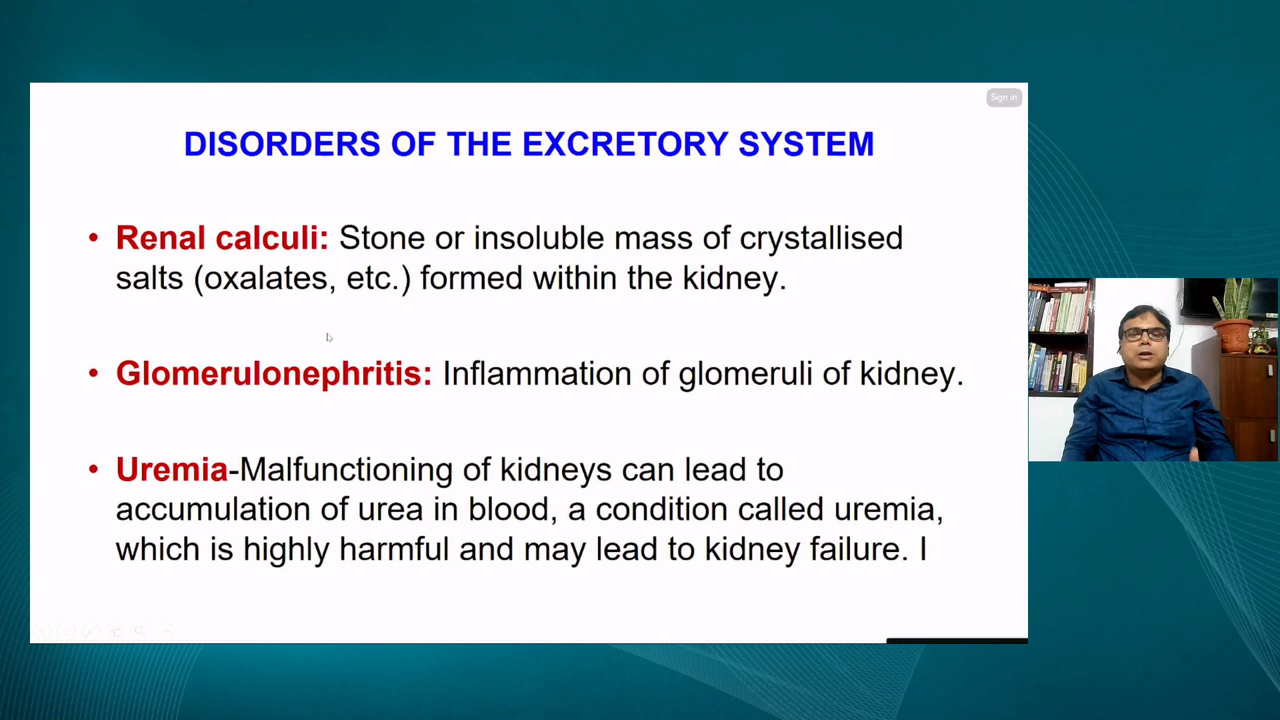 Sign in
DISORDERS OF THE EXCRETORY SYSTEM
• Renal calculi: Stone or insoluble mass of crystallised
salts (oxalates, etc.) formed within the kidney.
• Glomerulonephritis: Inflammation of glomeruli of kidney.
• Uremia-Malfunctioning of kidneys can lead to
accumulation of urea in blood, a condition called uremia,
which is highly harmful and may lead to kidney failure. I